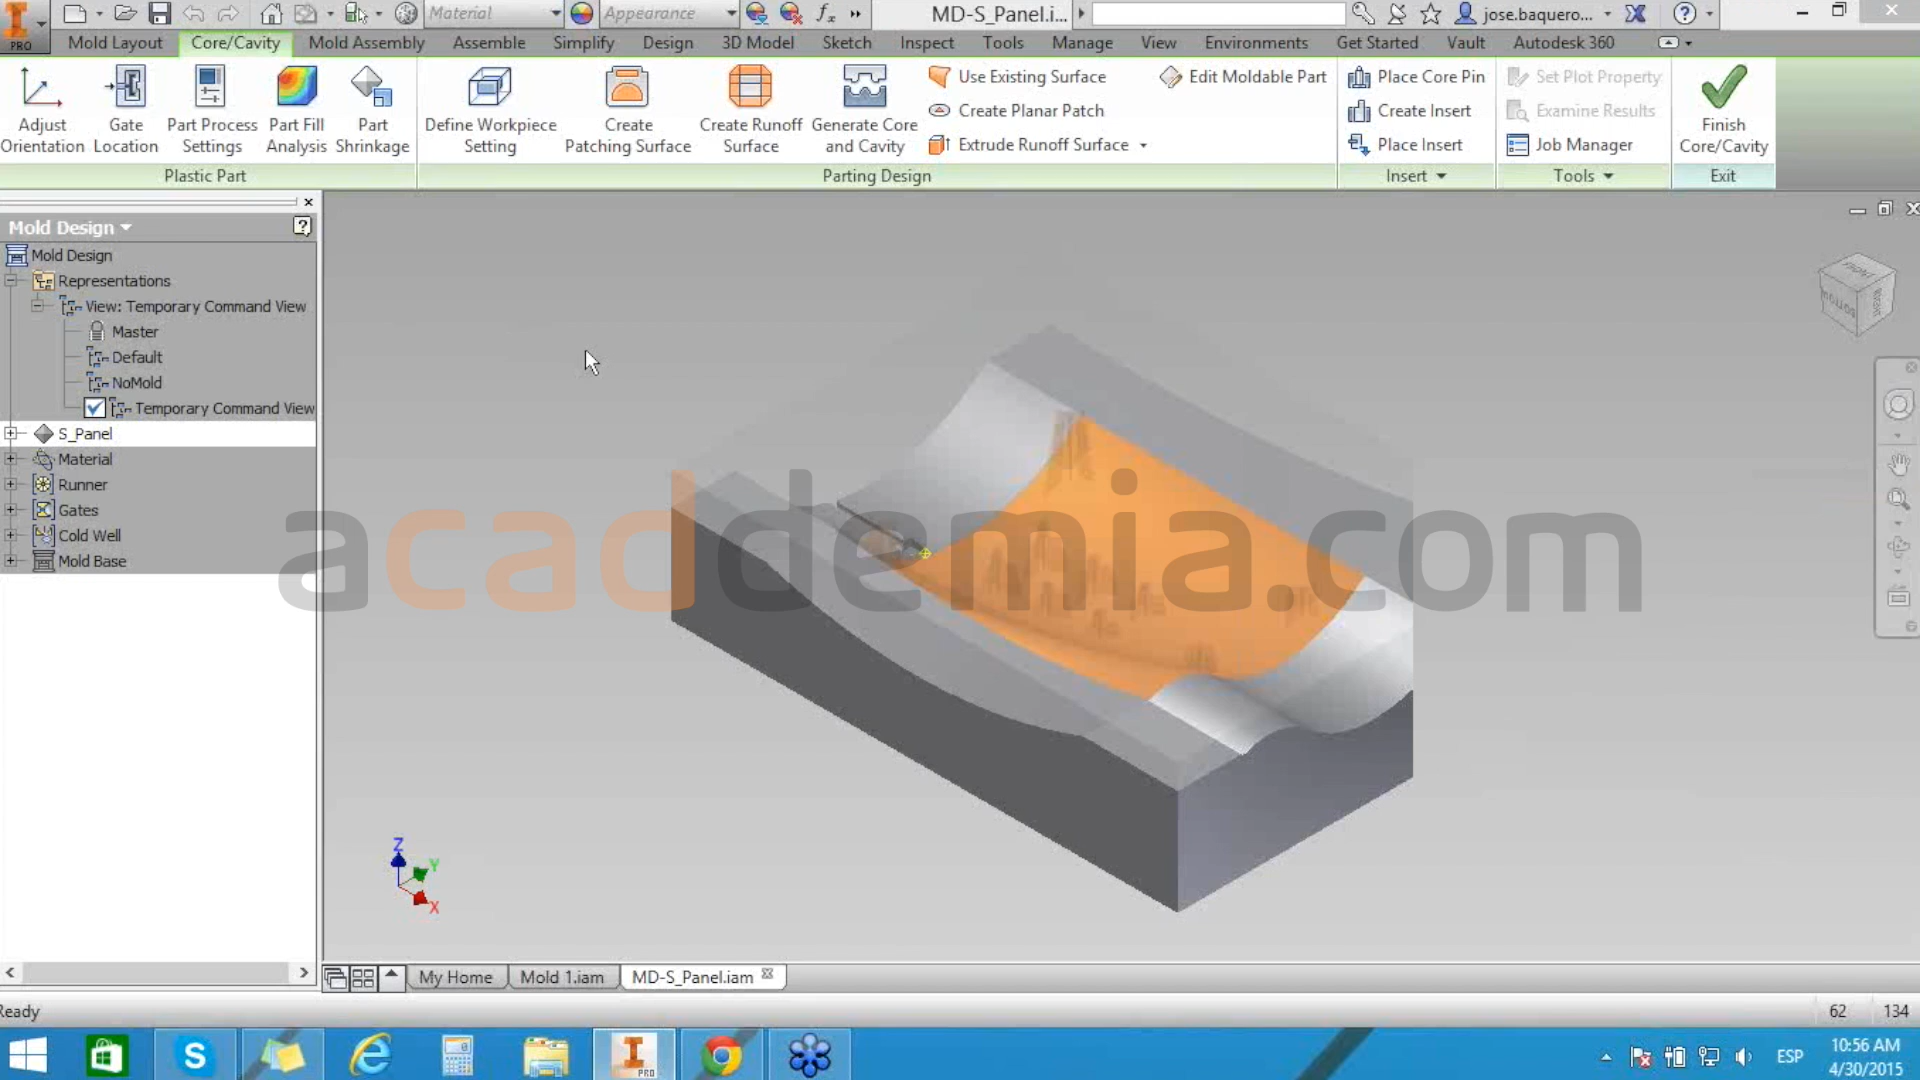 PRO
Material
Appearance
fx
MD-S_Panel.i...
jose.baquero...
Mold Layout
Core/Cavity
Mold Assembly
Assemble
Simplify
Design
3D Model
Sketch
Inspect
Tools
Manage
View
Environments
Get Started
Vault
Autodesk 360
Adjust
Orientation
Gate
Location
Part Process
Settings
Part Fill
Analysis
Part
Shrinkage
Define Workpiece
Setting
Create
Patching Surface
Create Runoff
Surface
Generate Core
and Cavity
Use Existing Surface
Create Planar Patch
Extrude Runoff Surface
Edit Moldable Part
Place Core Pin
Create Insert
Place Insert
Set Plot Property
Examine Results
Job Manager
Finish
Core/Cavity
Plastic Part
Parting Design
Insert
Tools
Exit
Mold Design
Mold Design
Representations
View: Temporary Command View
Master
Default
NoMold
Temporary Command View
S_Panel
Material
Runner
Gates
Cold Well
Mold Base
FRONT
BOTTOM
RIGHT
acaddemia.com
Z
Y
X
My Home
Mold 1.iam
MD-S_Panel.iam
Ready
62
134
PRO
ESP
10:56 AM
4/30/2015